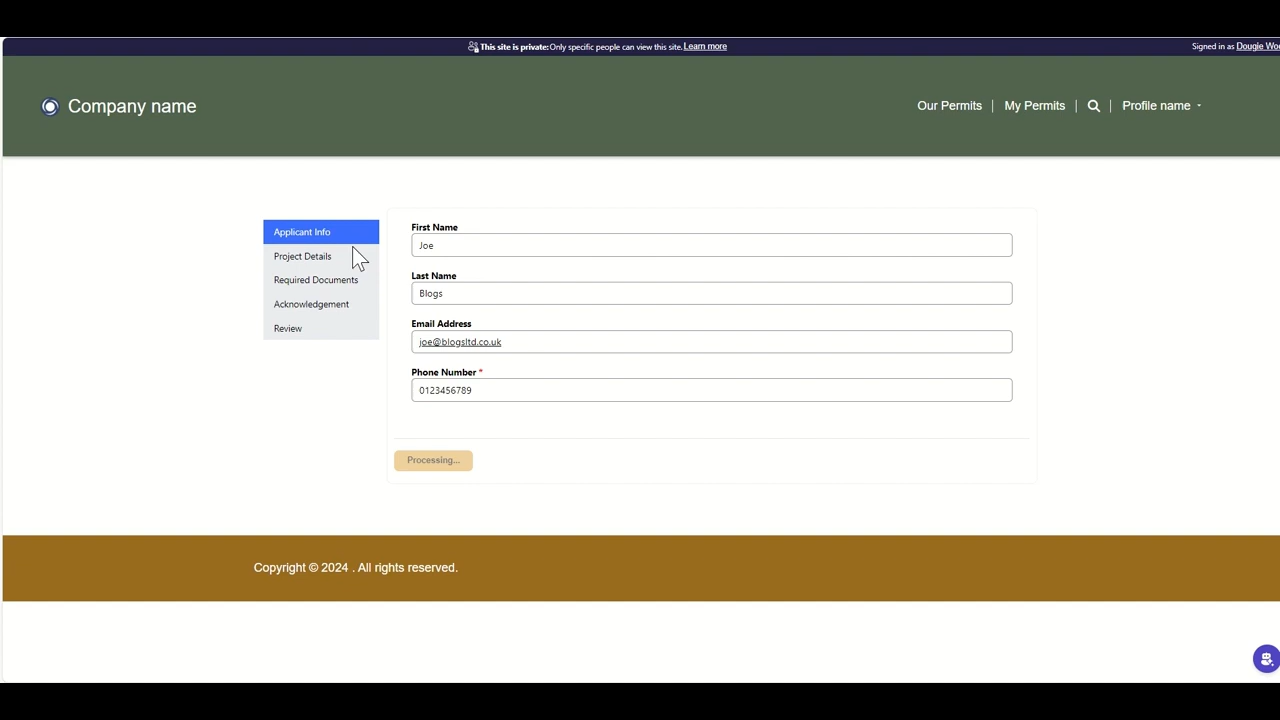 This site is private: Only specific people can view this site. Learn more
Signed in as Dougie
Company name
Our Permits
My Permits
Profile name
Applicant Info
Project Details
Required Documents
Acknowledgement
Review
First Name
Joe
Last Name
Blogs
Email Address
joe@blogsltd.co.uk
Phone Number *
0123456789
Processing...
Copyright © 2024 . All rights reserved.